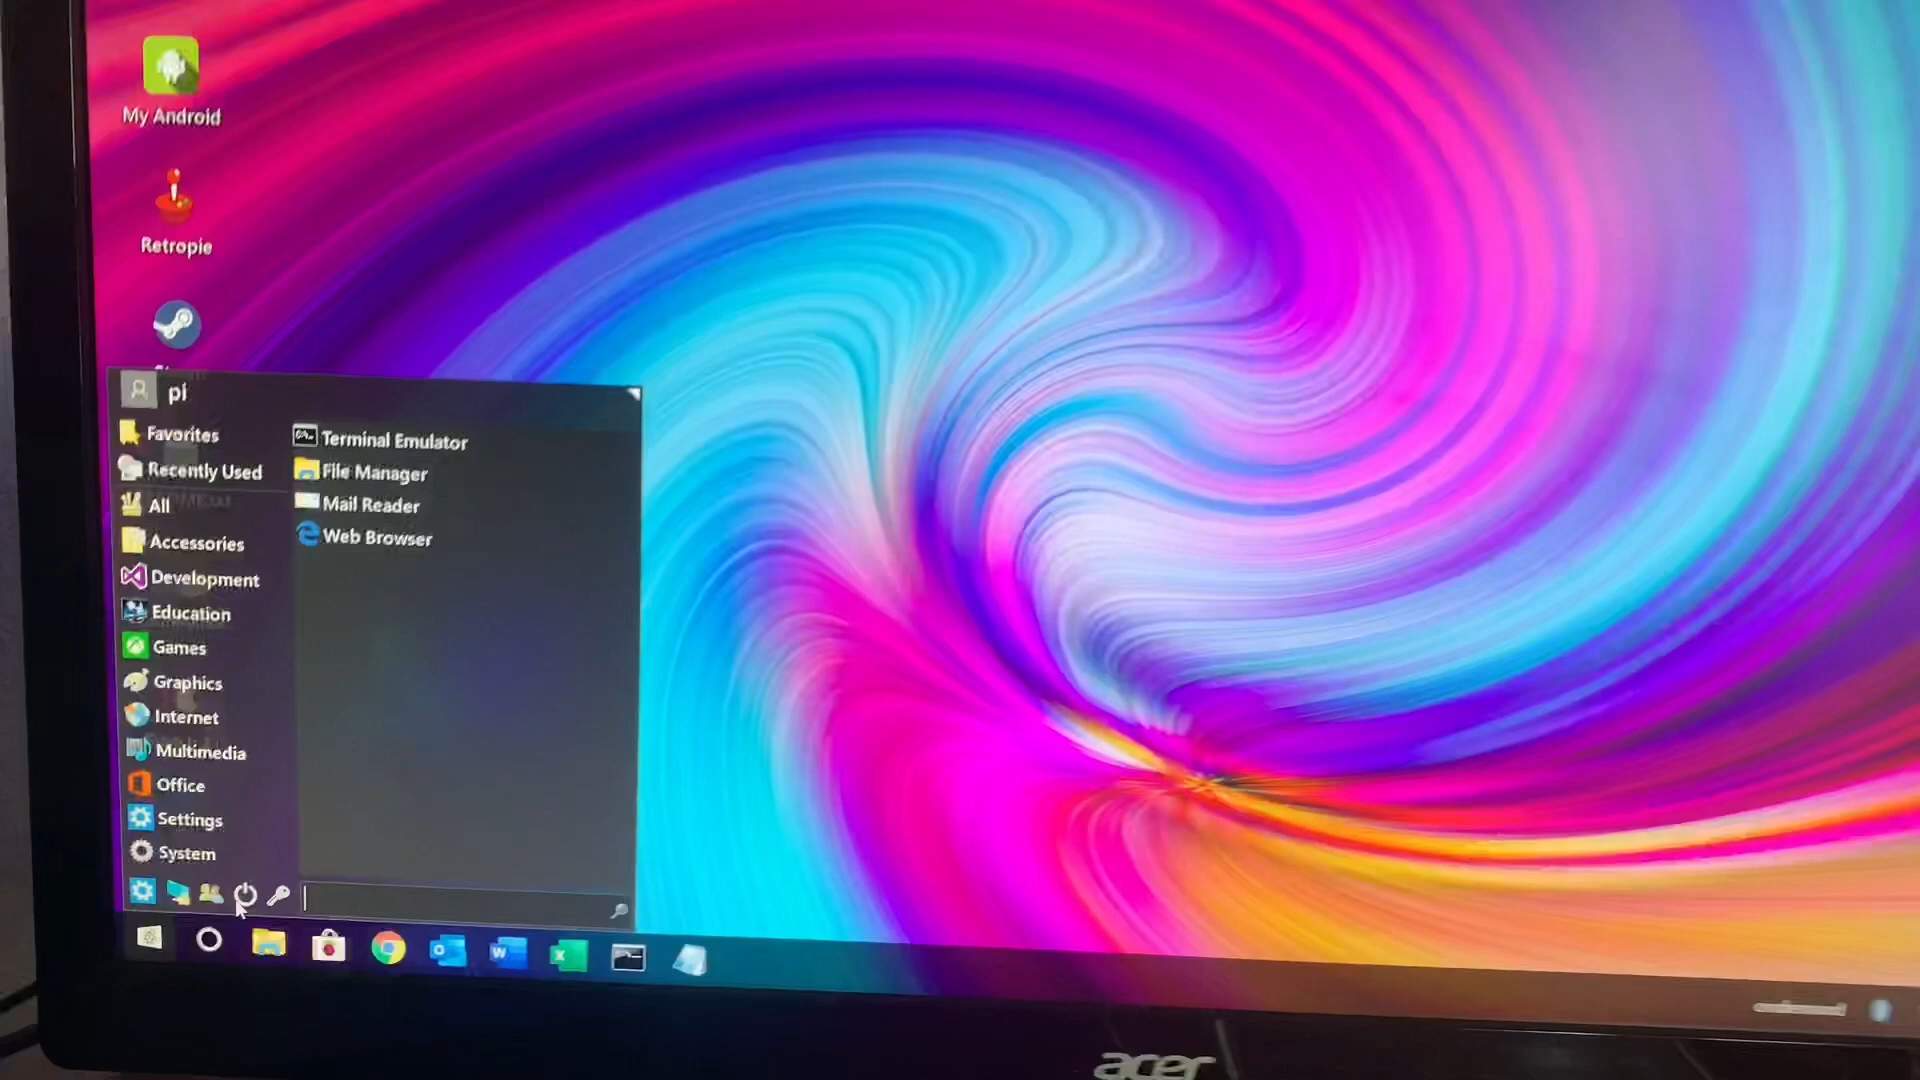 My Android
Retropie
pi
Favorites
Recently Used
All
Accessories
Development
Education
Games
Graphics
Internet
Multimedia
Office
Settings
System
Terminal Emulator
File Manager
Mail Reader
Web Browser
acer